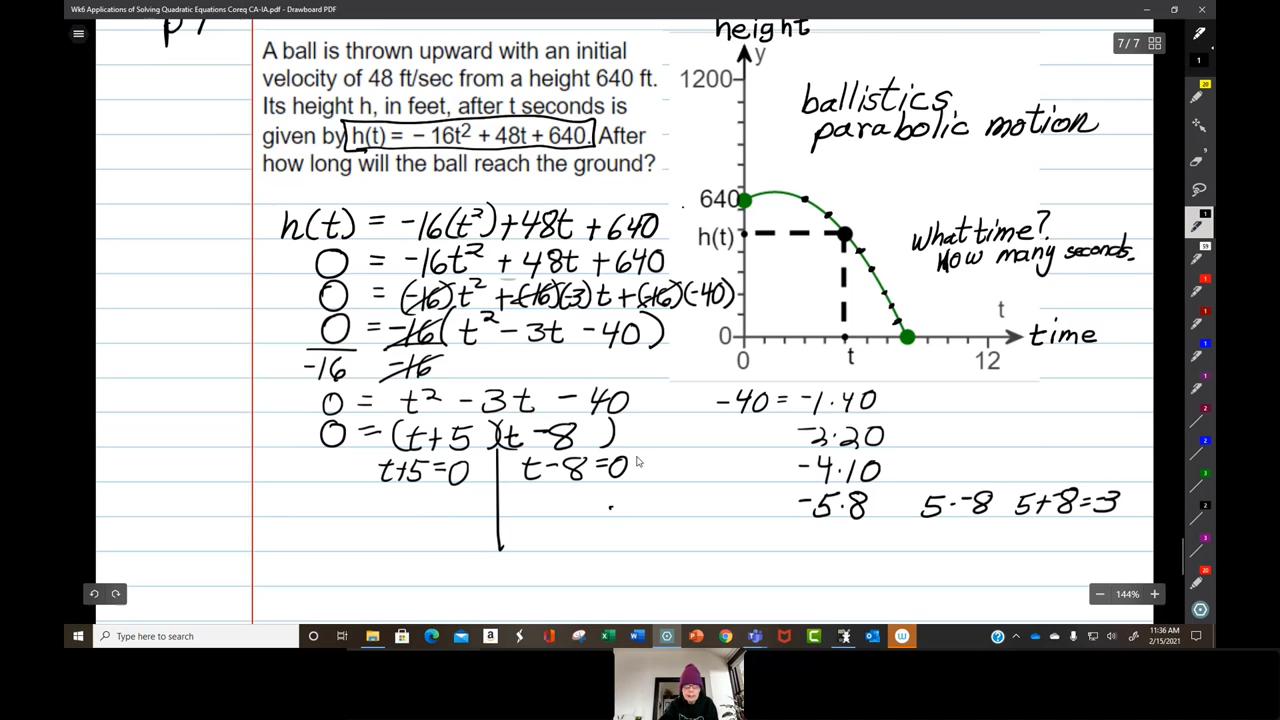 Wk6 Applications of Solving Quadratic Equations Coreq CA-IA.pdf - Drawboard PDF
7/7
p7
A ball is thrown upward with an initial
velocity of 48 ft/sec from a height 640 ft.
Its height h, in feet, after t seconds is
given by h(t) = − 16t² + 48t + 640. After
how long will the ball reach the ground?
h(t) = -16(t²) + 48t + 640
0 = -16t² + 48t + 640
0 = (-16)t² + (-16)(-3)t + (-16)(-40)
0 = -16(t² - 3t - 40)
-16 -16
0 = t² - 3t - 40
0 = (t+5)(t-8)
t+5=0 t-8=0
height
y
1200
640
h(t)
0
0
t
12
t
time
ballistics
parabolic motion
what time?
How many seconds.
-40 = -1·40
-2·20
-4·10
-5·8 5·-8 5+-8=-3
144%
Type here to search
11:36 AM
2/15/2021